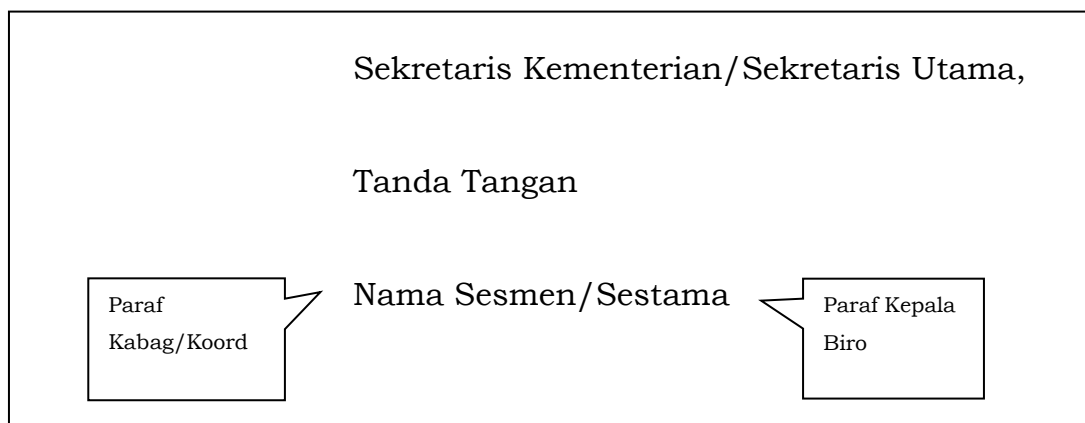 Sekretaris Kementerian/Sekretaris Utama,
Tanda Tangan
Nama Sesmen/Sestama
Paraf
Kabag/Koord
Paraf Kepala
Biro